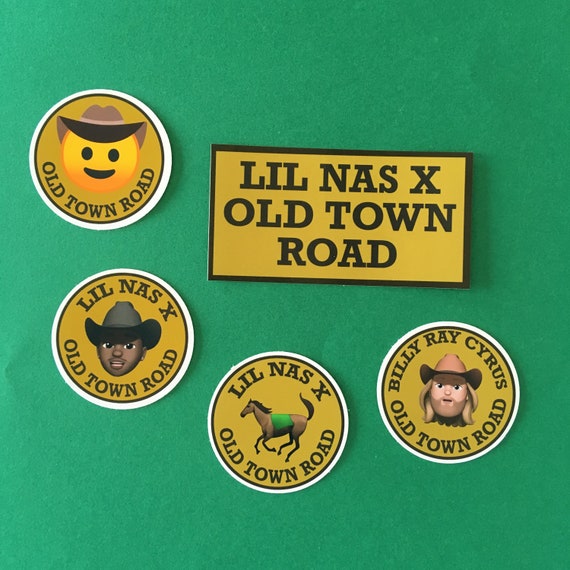 OLD TOWN ROAD
LIL NAS X
OLD TOWN
ROAD
LIL NAS X
OLD TOWN ROAD
LIL NAS X
OLD TOWN ROAD
BILLY RAY CYRUS
OLD TOWN ROAD